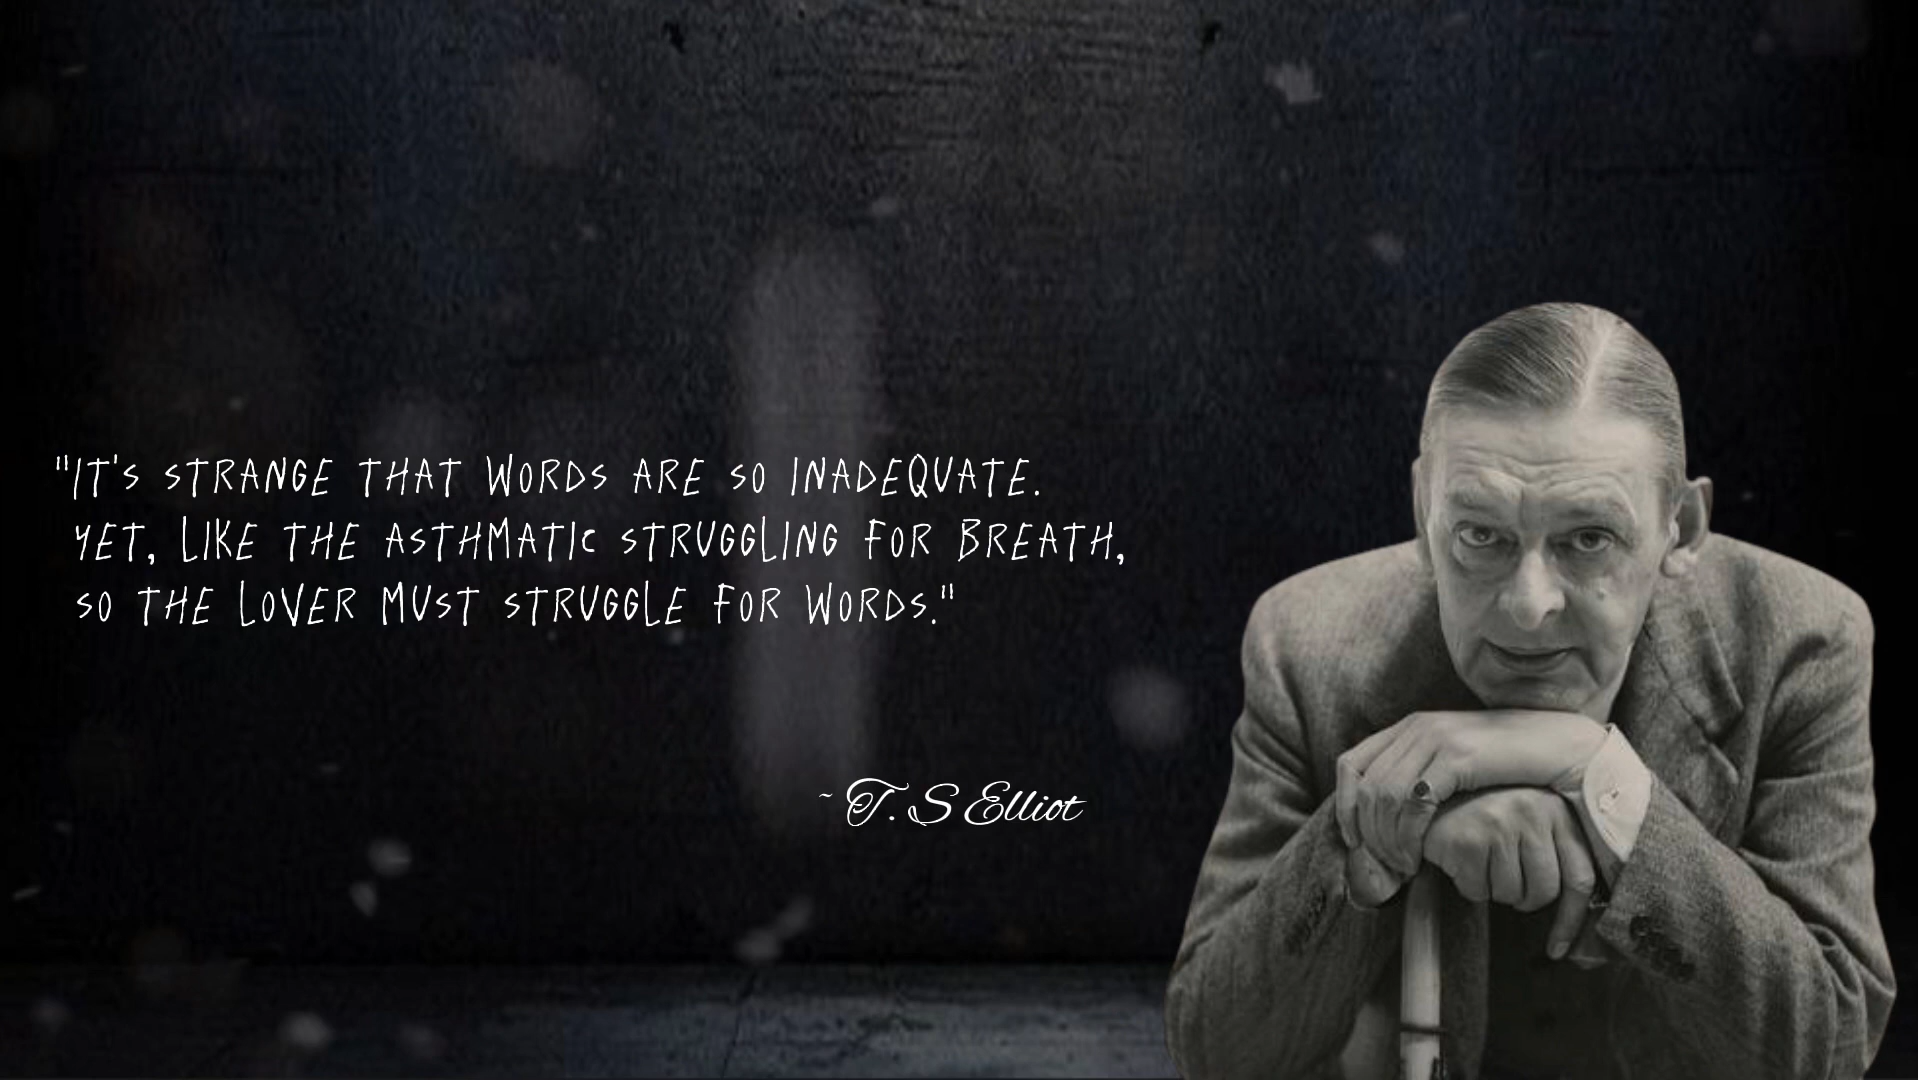 "IT'S STRANGE THAT WORDS ARE SO INADEQUATE.
YET, LIKE THE ASTHMATIC STRUGGLING FOR BREATH,
SO THE LOVER MUST STRUGGLE FOR WORDS."
~ T. S Elliot